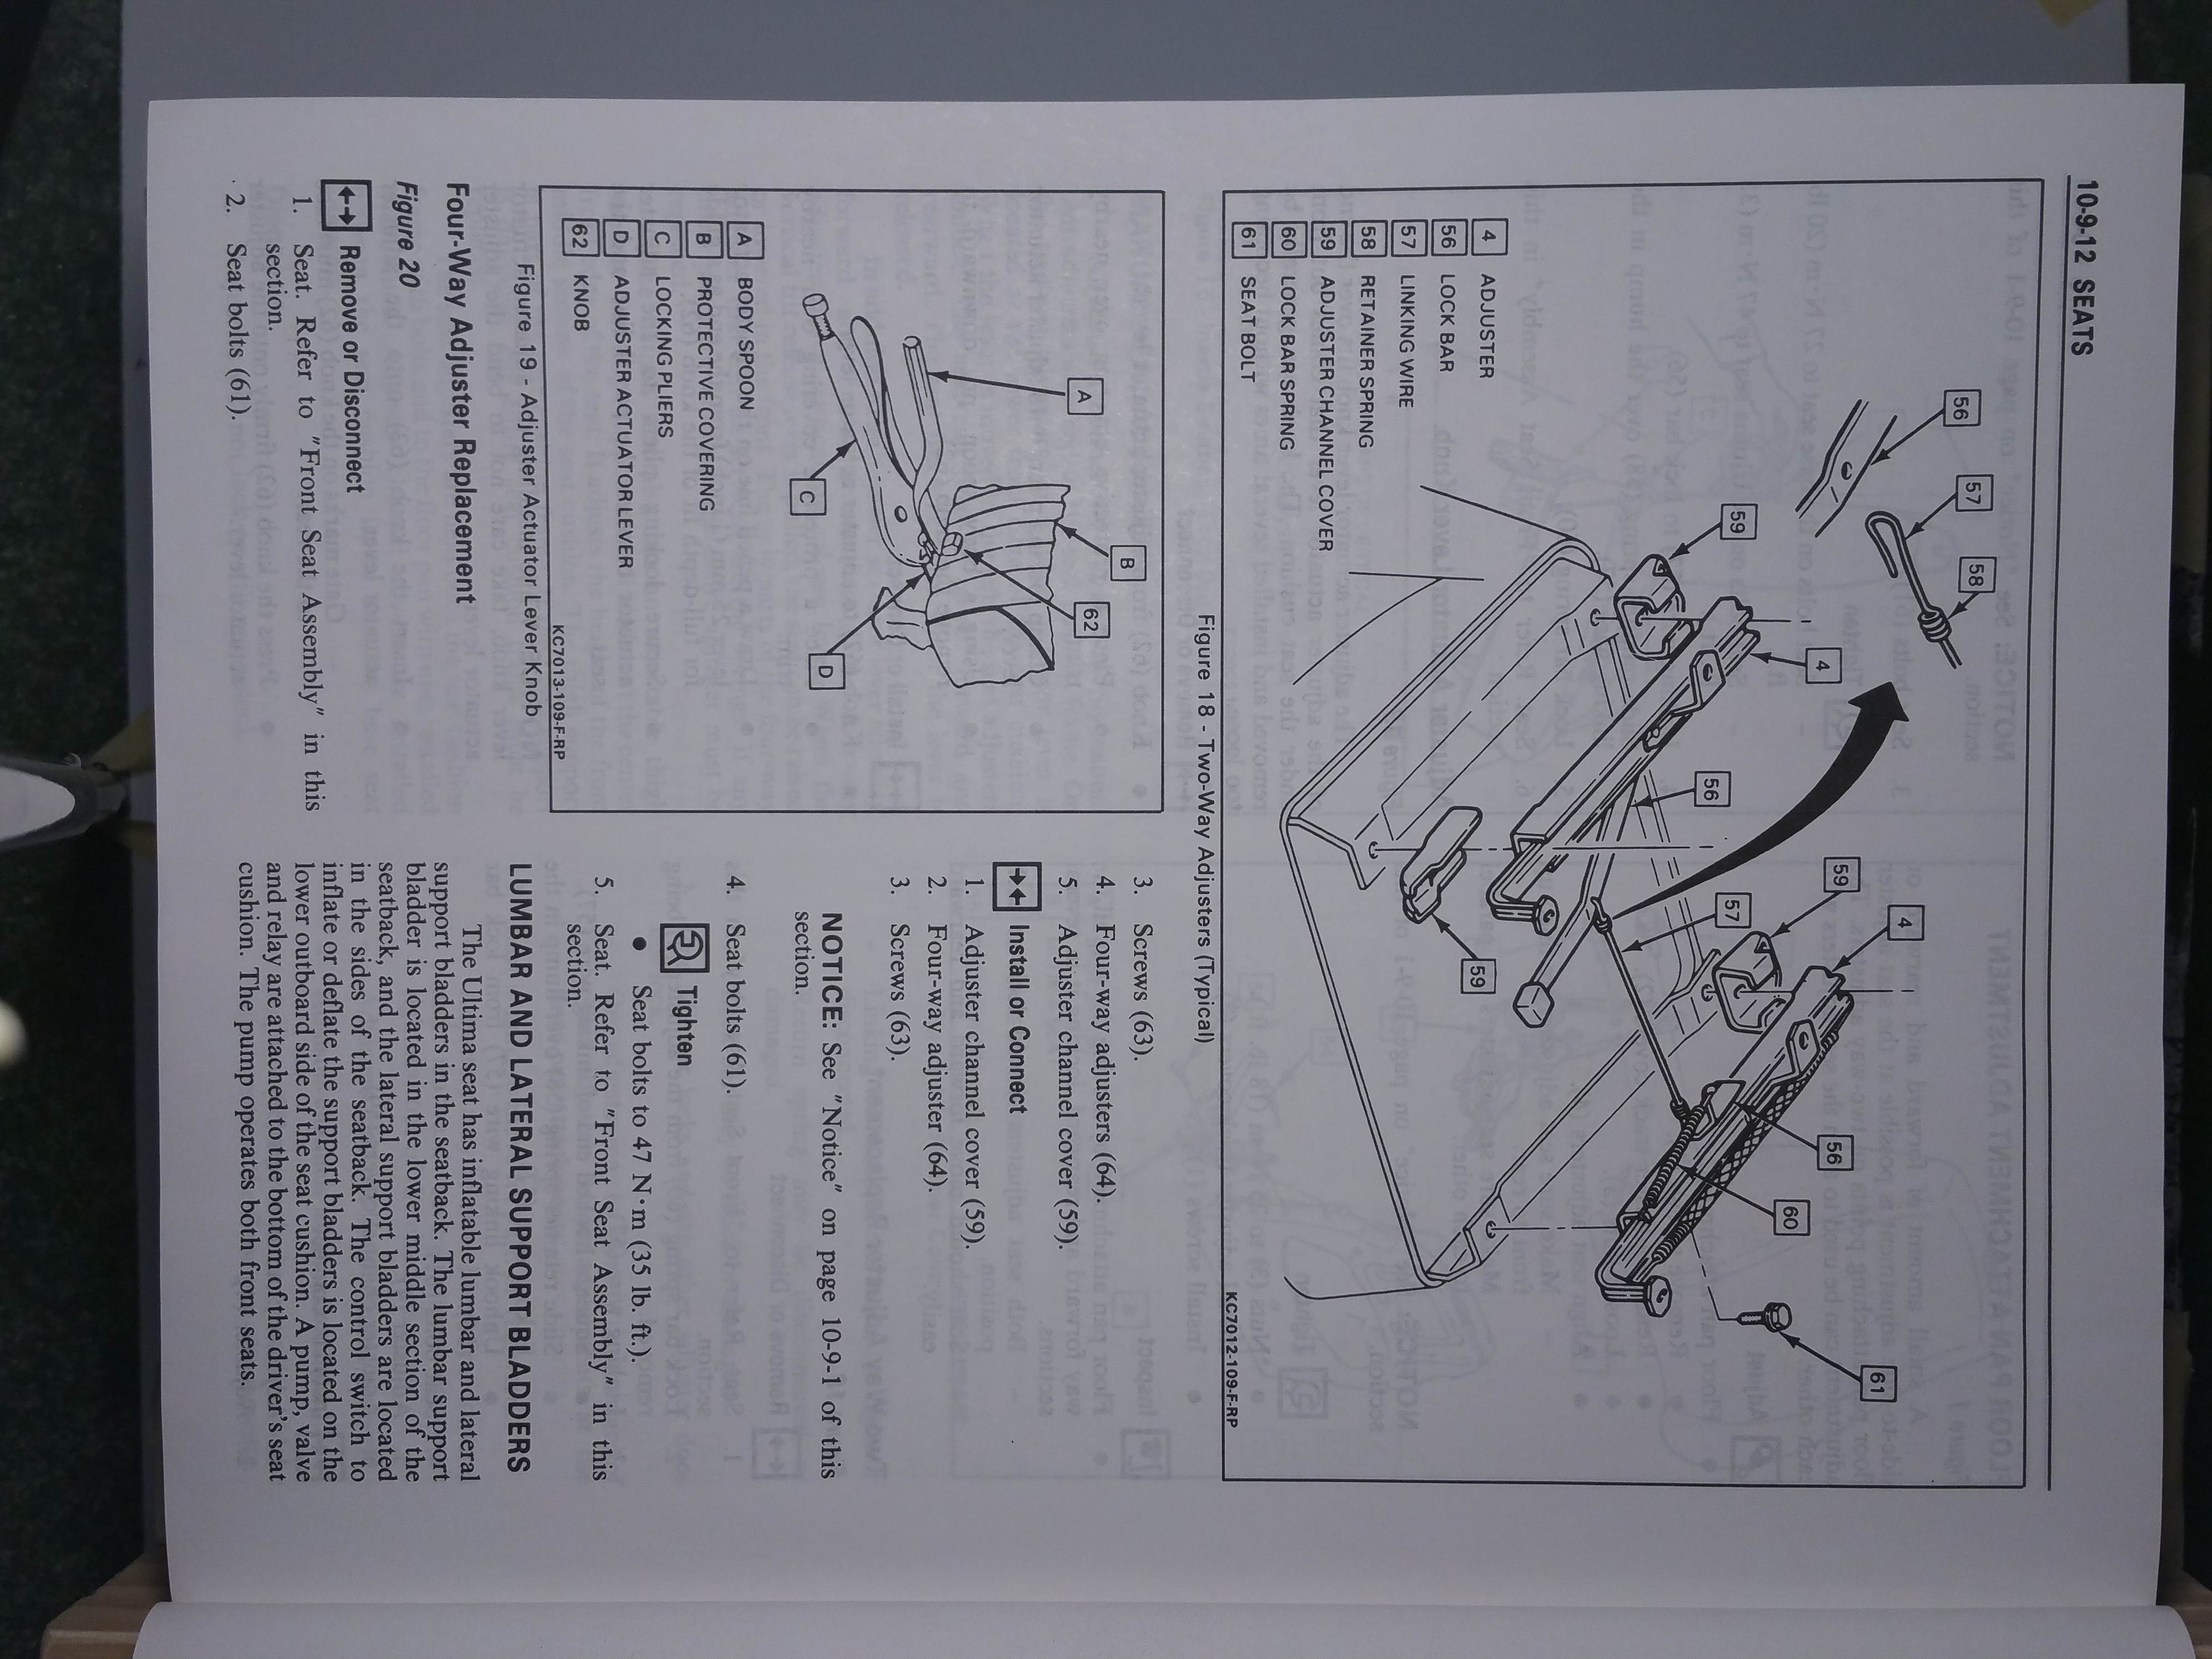 10-9-12 SEATS
56
57
58
59
4
56
59
57
4
59
56
60
61
4 ADJUSTER
56 LOCK BAR
57 LINKING WIRE
58 RETAINER SPRING
59 ADJUSTER CHANNEL COVER
60 LOCK BAR SPRING
61 SEAT BOLT
KC7012-109-F-RP
Figure 18 - Two-Way Adjusters (Typical)
A
B
62
C
D
A BODY SPOON
B PROTECTIVE COVERING
C LOCKING PLIERS
D ADJUSTER ACTUATOR LEVER
62 KNOB
KC7013-109-F-RP
Figure 19 - Adjuster Actuator Lever Knob
Four-Way Adjuster Replacement
Figure 20
Remove or Disconnect
1. Seat. Refer to "Front Seat Assembly" in this
section.
2. Seat bolts (61).
3. Screws (63).
4. Four-way adjusters (64).
5. Adjuster channel cover (59).
Install or Connect
1. Adjuster channel cover (59).
2. Four-way adjuster (64).
3. Screws (63).
NOTICE: See "Notice" on page 10-9-1 of this
section.
4. Seat bolts (61).
Tighten
• Seat bolts to 47 N·m (35 lb. ft.).
5. Seat. Refer to "Front Seat Assembly" in this
section.
LUMBAR AND LATERAL SUPPORT BLADDERS
The Ultima seat has inflatable lumbar and lateral
support bladders in the seatback. The lumbar support
bladder is located in the lower middle section of the
seatback, and the lateral support bladders are located
in the sides of the seatback. The control switch to
inflate or deflate the support bladders is located on the
lower outboard side of the seat cushion. A pump, valve
and relay are attached to the bottom of the driver's seat
cushion. The pump operates both front seats.